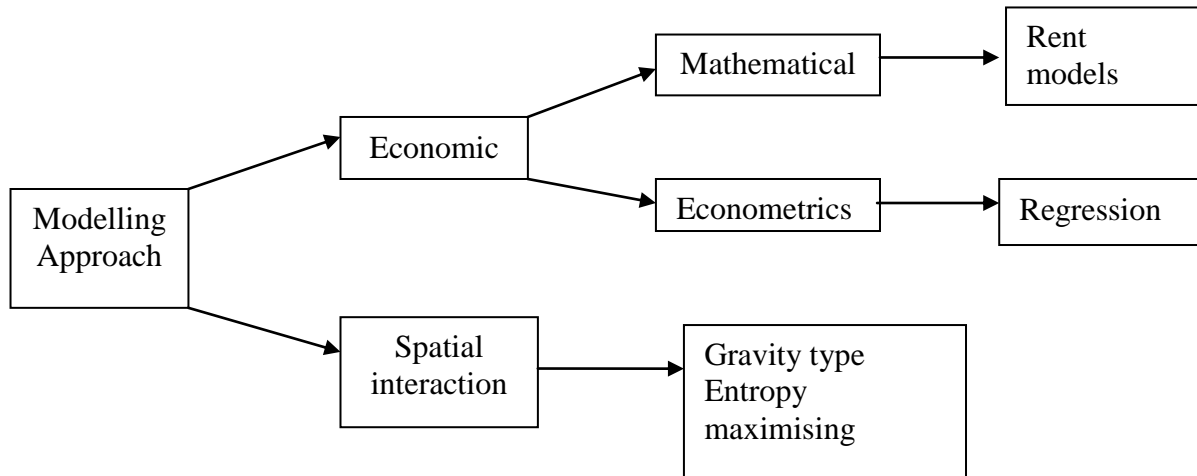 Modelling
Approach
Economic
Mathematical
Rent
models
Econometrics
Regression
Spatial
interaction
Gravity type
Entropy
maximising